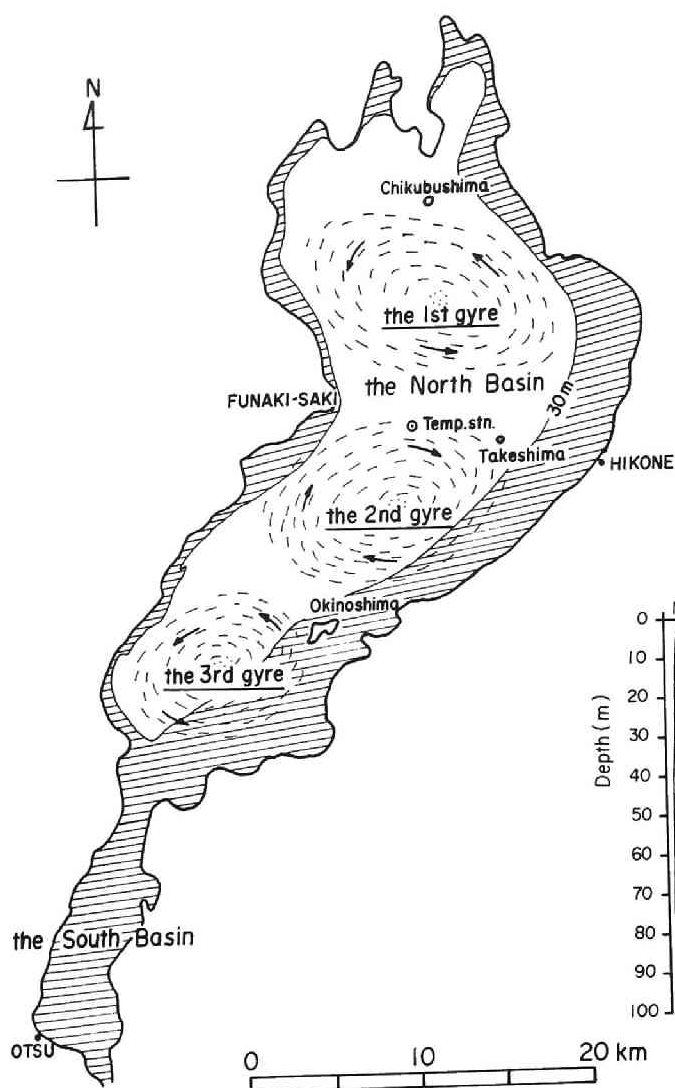 N
Chikubushima
the 1st gyre
the North Basin
FUNAKI-SAKI
30m
Temp. stn.
Takeshima
HIKONE
the 2nd gyre
Okinoshima
the 3rd gyre
the South Basin
OTSU
0 10 20 km
Depth (m)
0
10
20
30
40
50
60
70
80
90
100